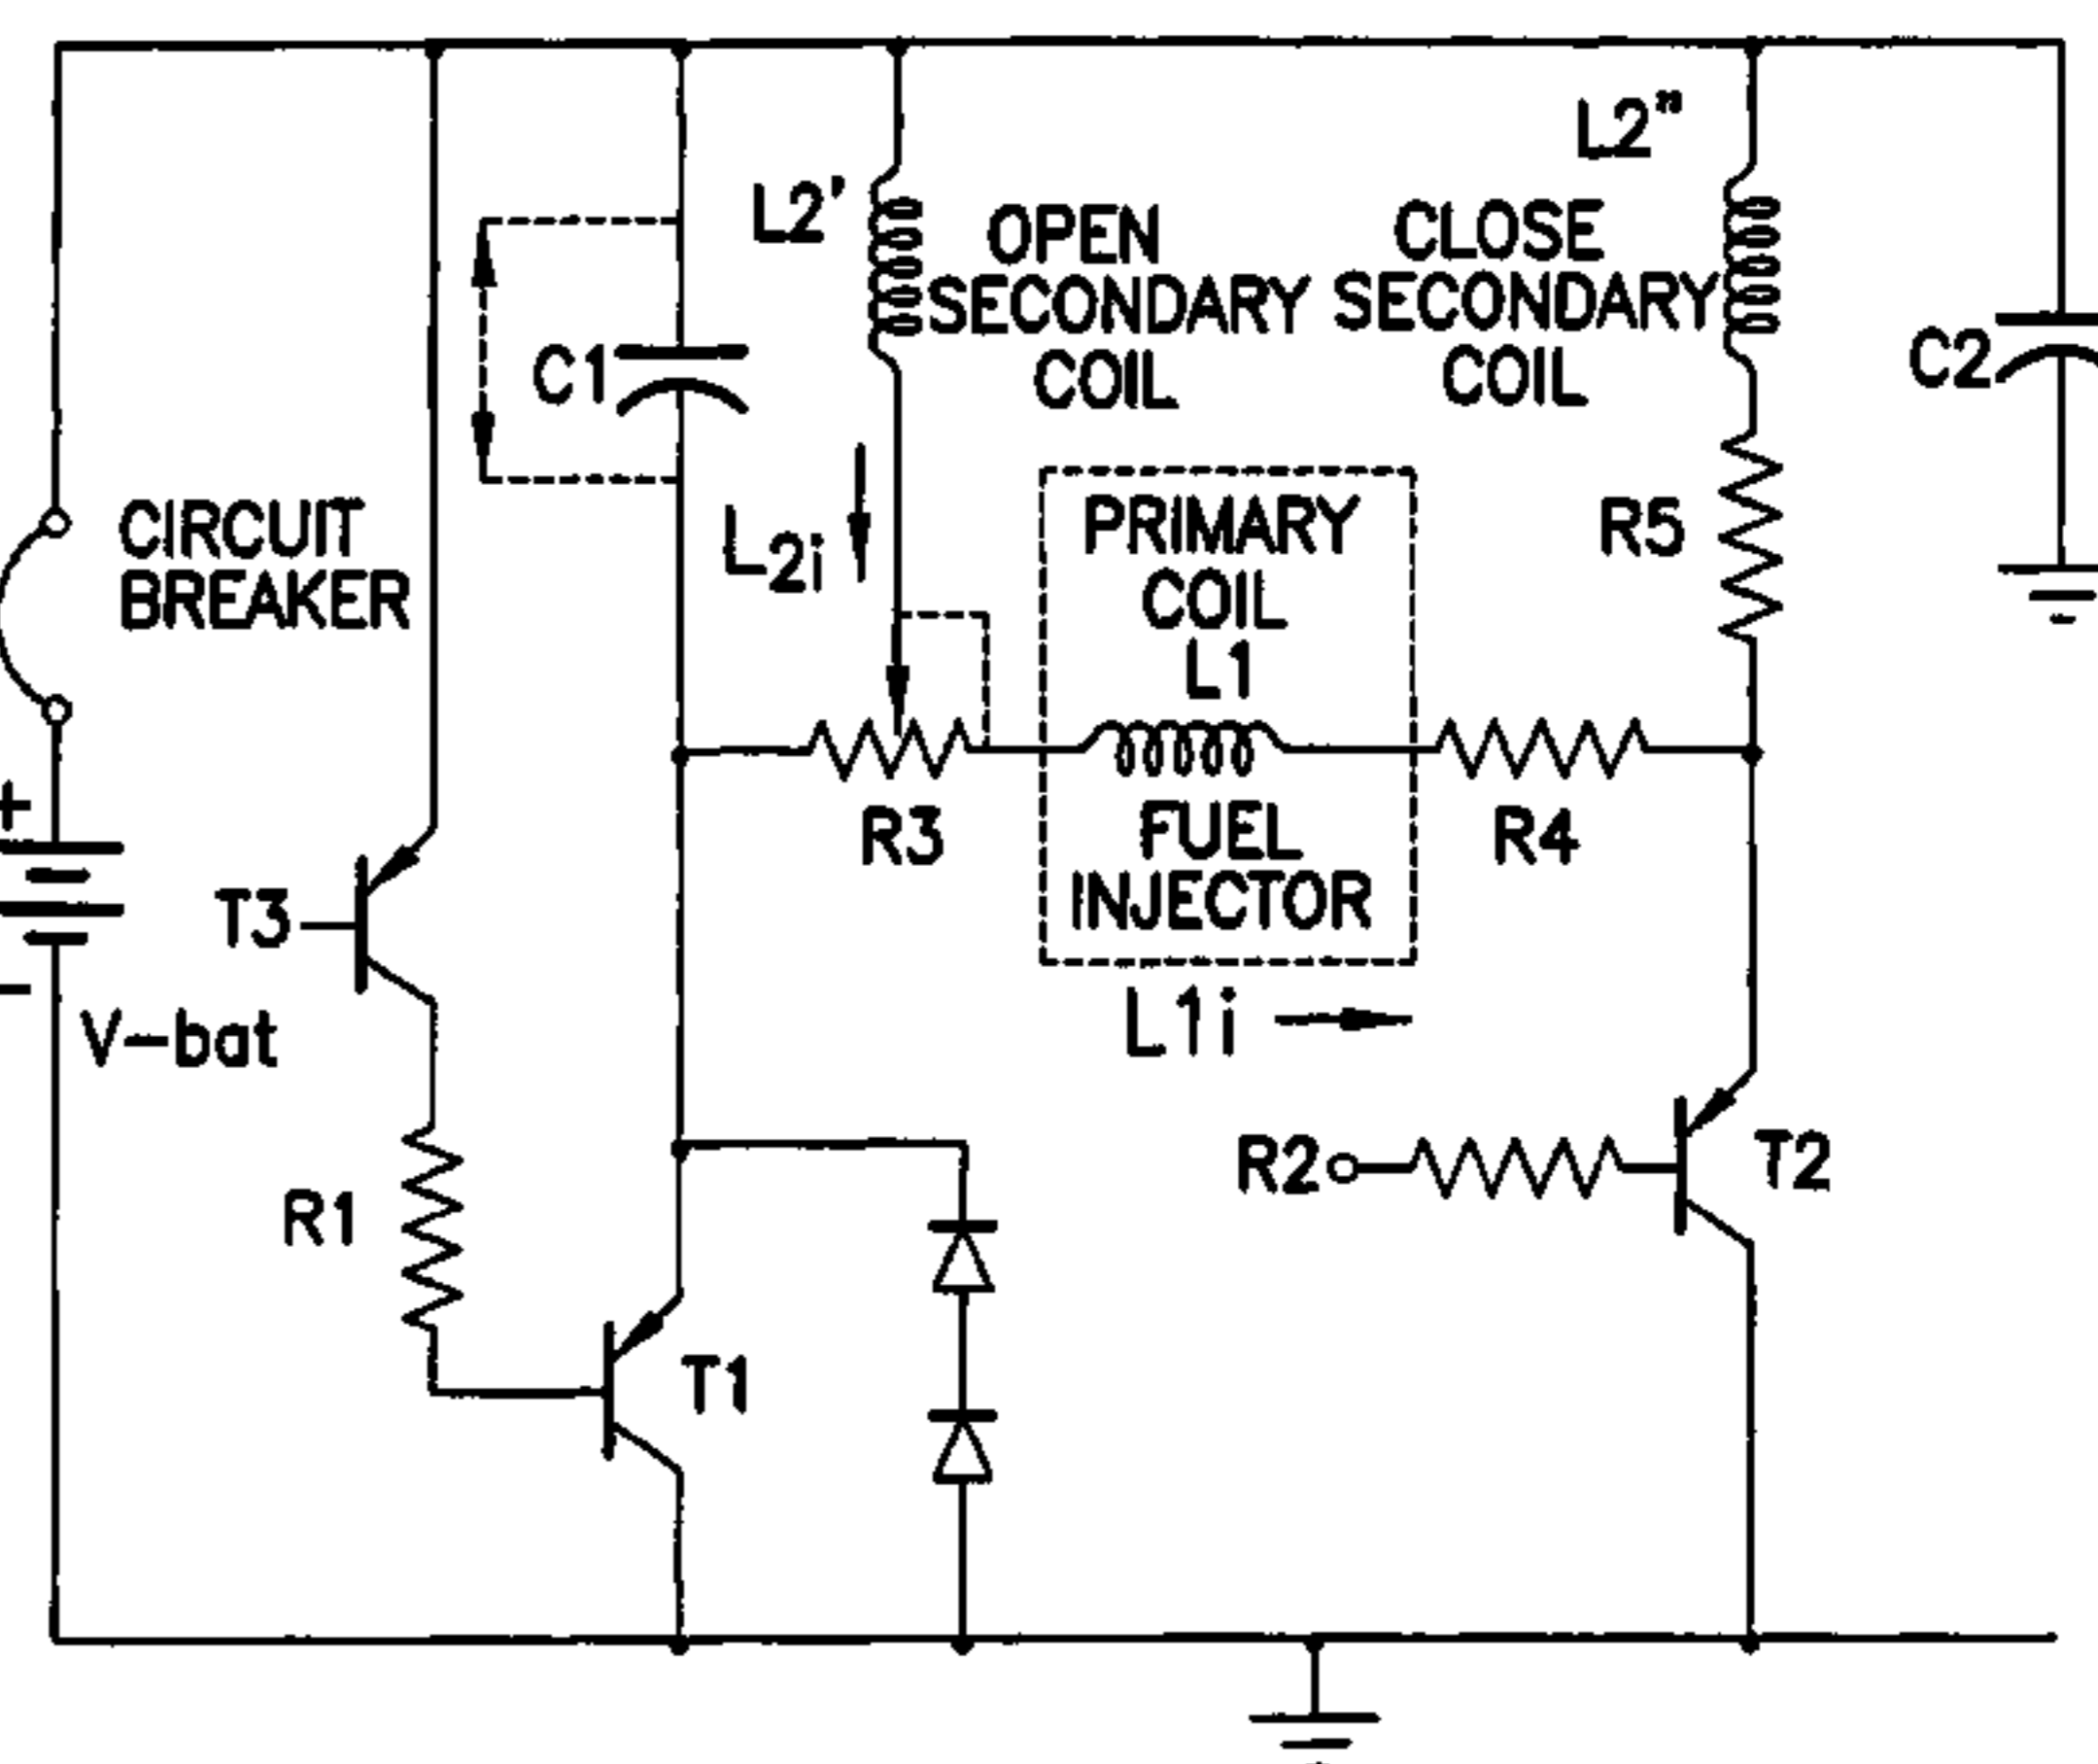 L2"
L2'
OPEN
SECONDARY
COIL
CLOSE
SECONDARY
COIL
C1
C2
CIRCUIT
BREAKER
L2i
PRIMARY
COIL
L1
R5
+
R3
FUEL
INJECTOR
R4
T3
-
V-bat
L1i
R2
T2
R1
T1